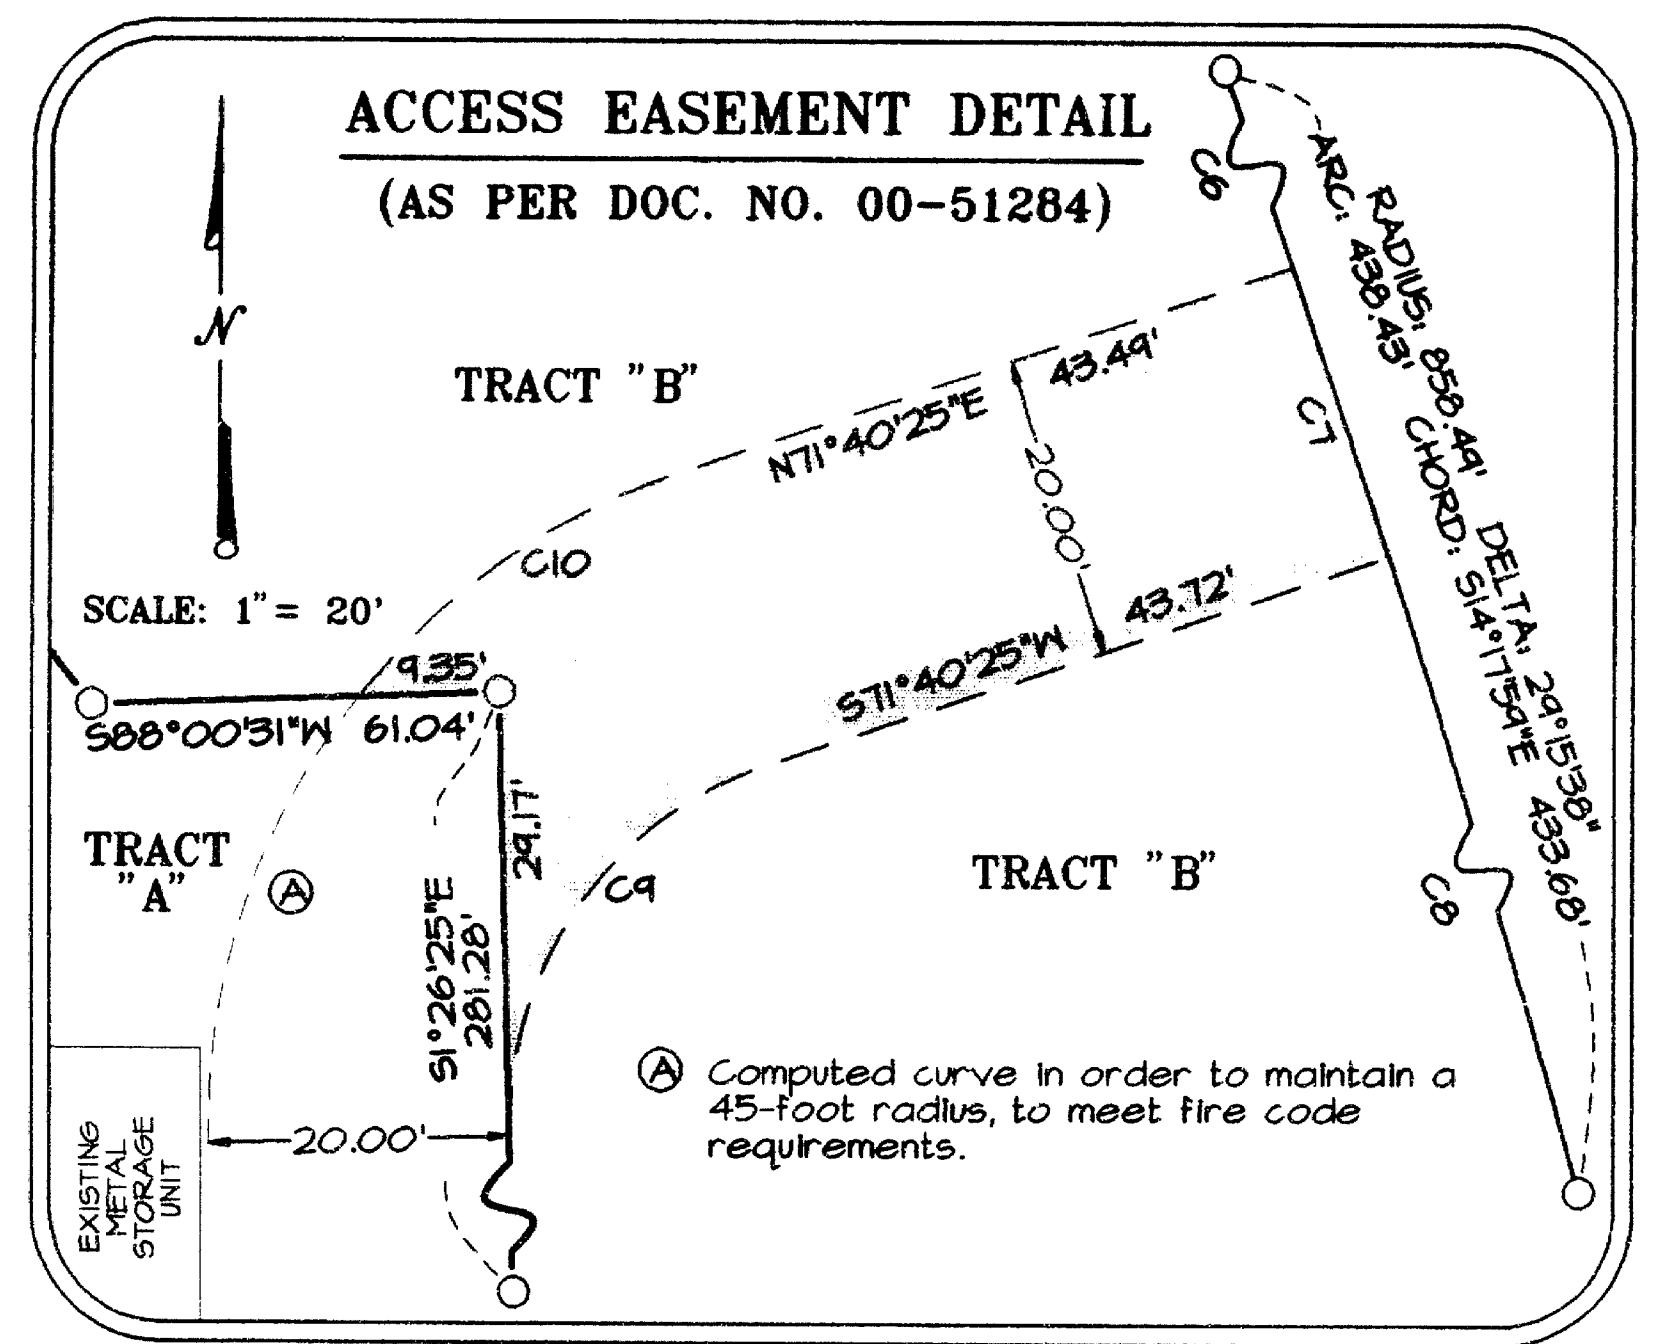 ACCESS EASEMENT DETAIL
(AS PER DOC. NO. 00-51284)
N
SCALE: 1"= 20'
TRACT "B"
C6
ARC: 438.43' CHORD: S14°17'59"E 433.68'
RADIUS: 858.49' DELTA: 29°15'38"
C7
C8
43.49'
N71°40'25"E
20.00'
C10
43.72'
S71°40'25"W
9.35'
S88°00'31"W 61.04'
29.17'
TRACT
"A"
A
C9
TRACT "B"
S1°26'25"E
281.28'
A Computed curve in order to maintain a
45-foot radius, to meet fire code
requirements.
20.00'
EXISTING
METAL
STORAGE
UNIT